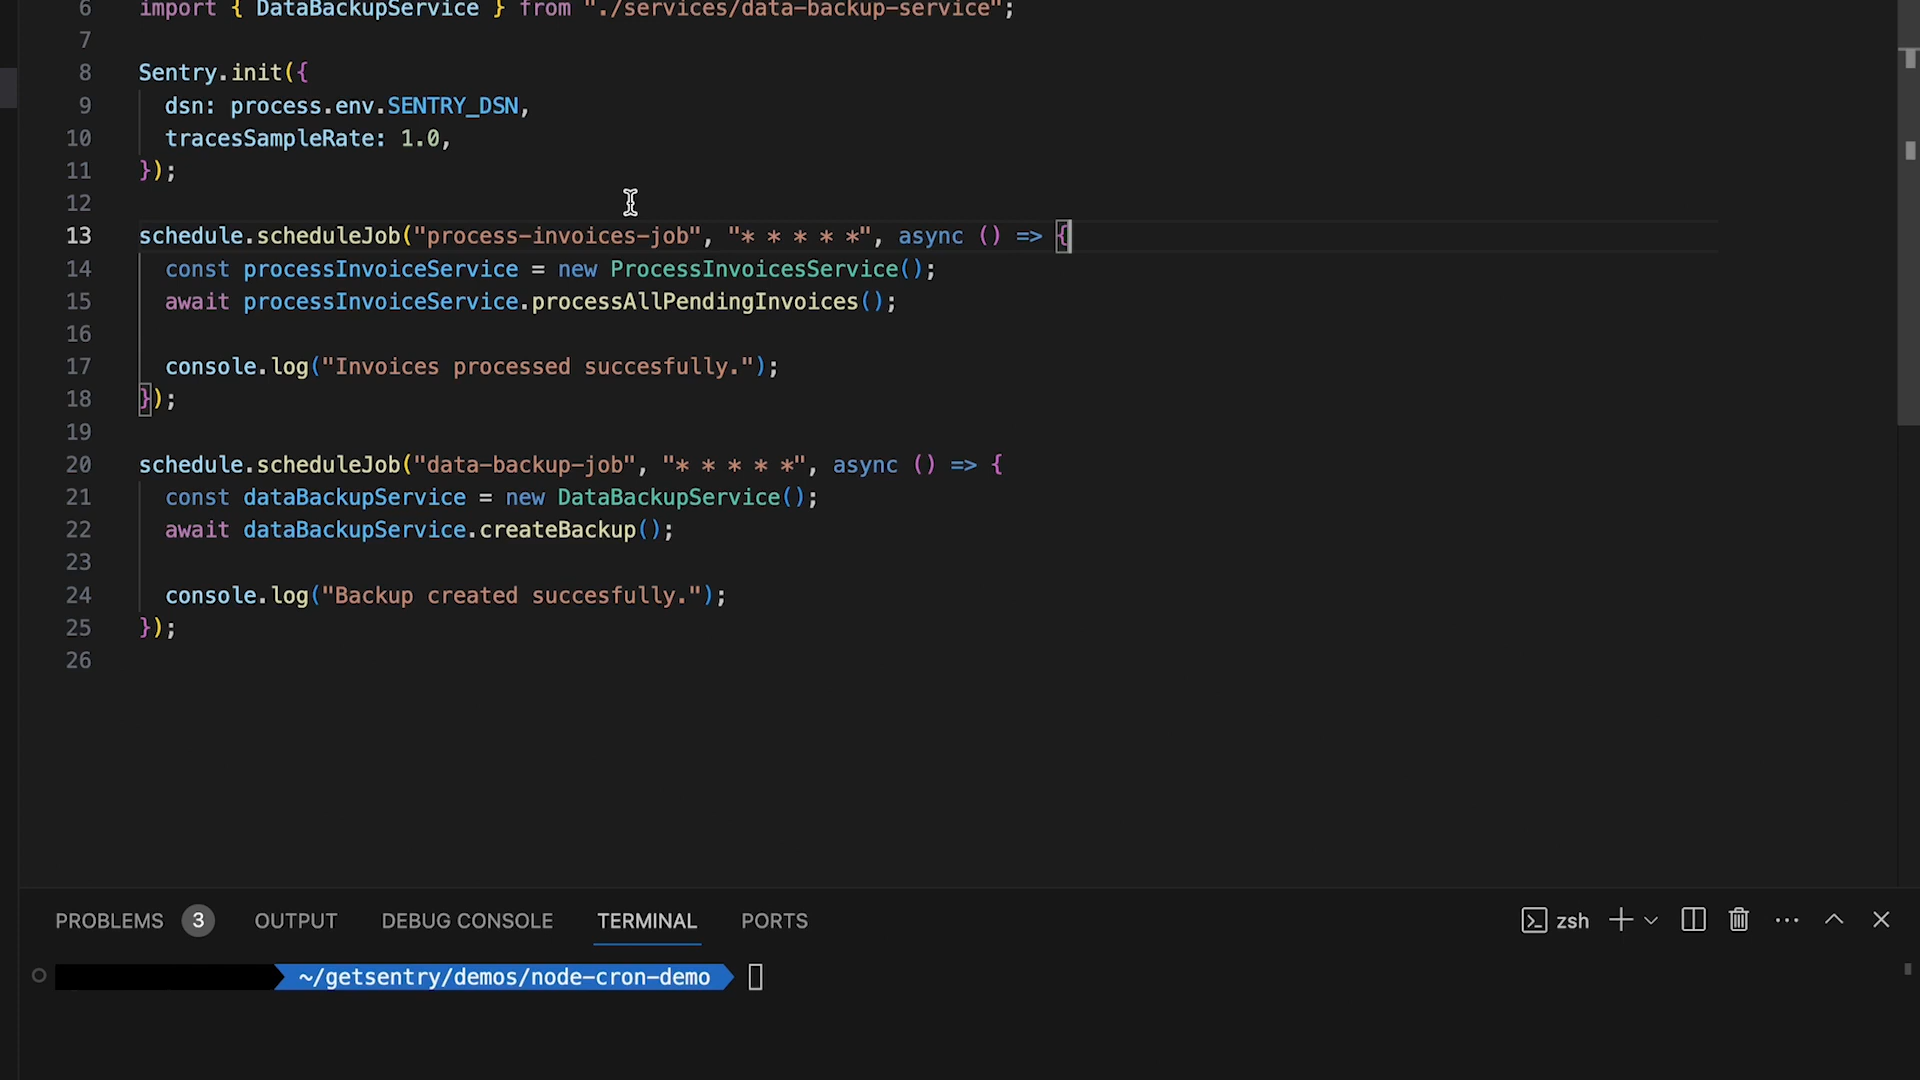 6 import { DataBackupService } from "./services/data-backup-service";
7
8 Sentry.init({
9   dsn: process.env.SENTRY_DSN,
10   tracesSampleRate: 1.0,
11 });
12
13 schedule.scheduleJob("process-invoices-job", "* * * * *", async () => {
14   const processInvoiceService = new ProcessInvoicesService();
15   await processInvoiceService.processAllPendingInvoices();
16
17   console.log("Invoices processed succesfully.");
18 });
19
20 schedule.scheduleJob("data-backup-job", "* * * * *", async () => {
21   const dataBackupService = new DataBackupService();
22   await dataBackupService.createBackup();
23
24   console.log("Backup created succesfully.");
25 });
26
PROBLEMS 3 OUTPUT DEBUG CONSOLE TERMINAL PORTS zsh
~/getsentry/demos/node-cron-demo